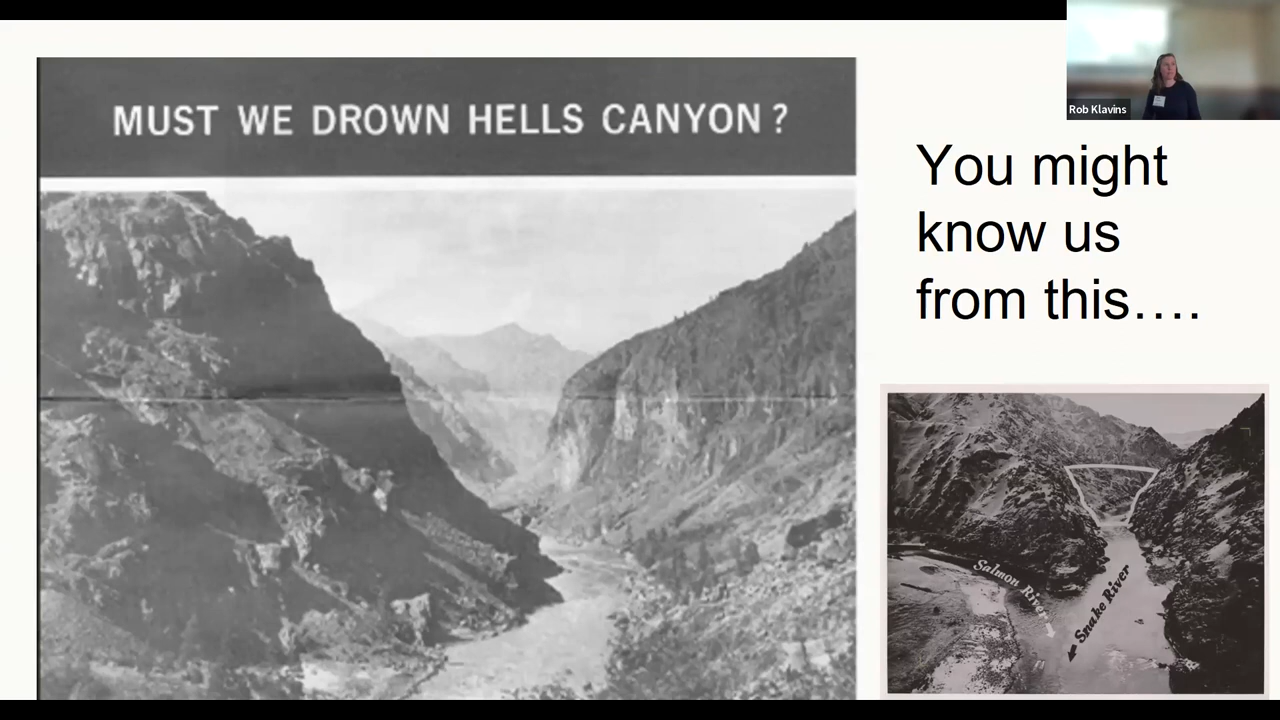 MUST WE DROWN HELLS CANYON?
Rob Klavins
You might
know us
from this....
Salmon River
Snake River